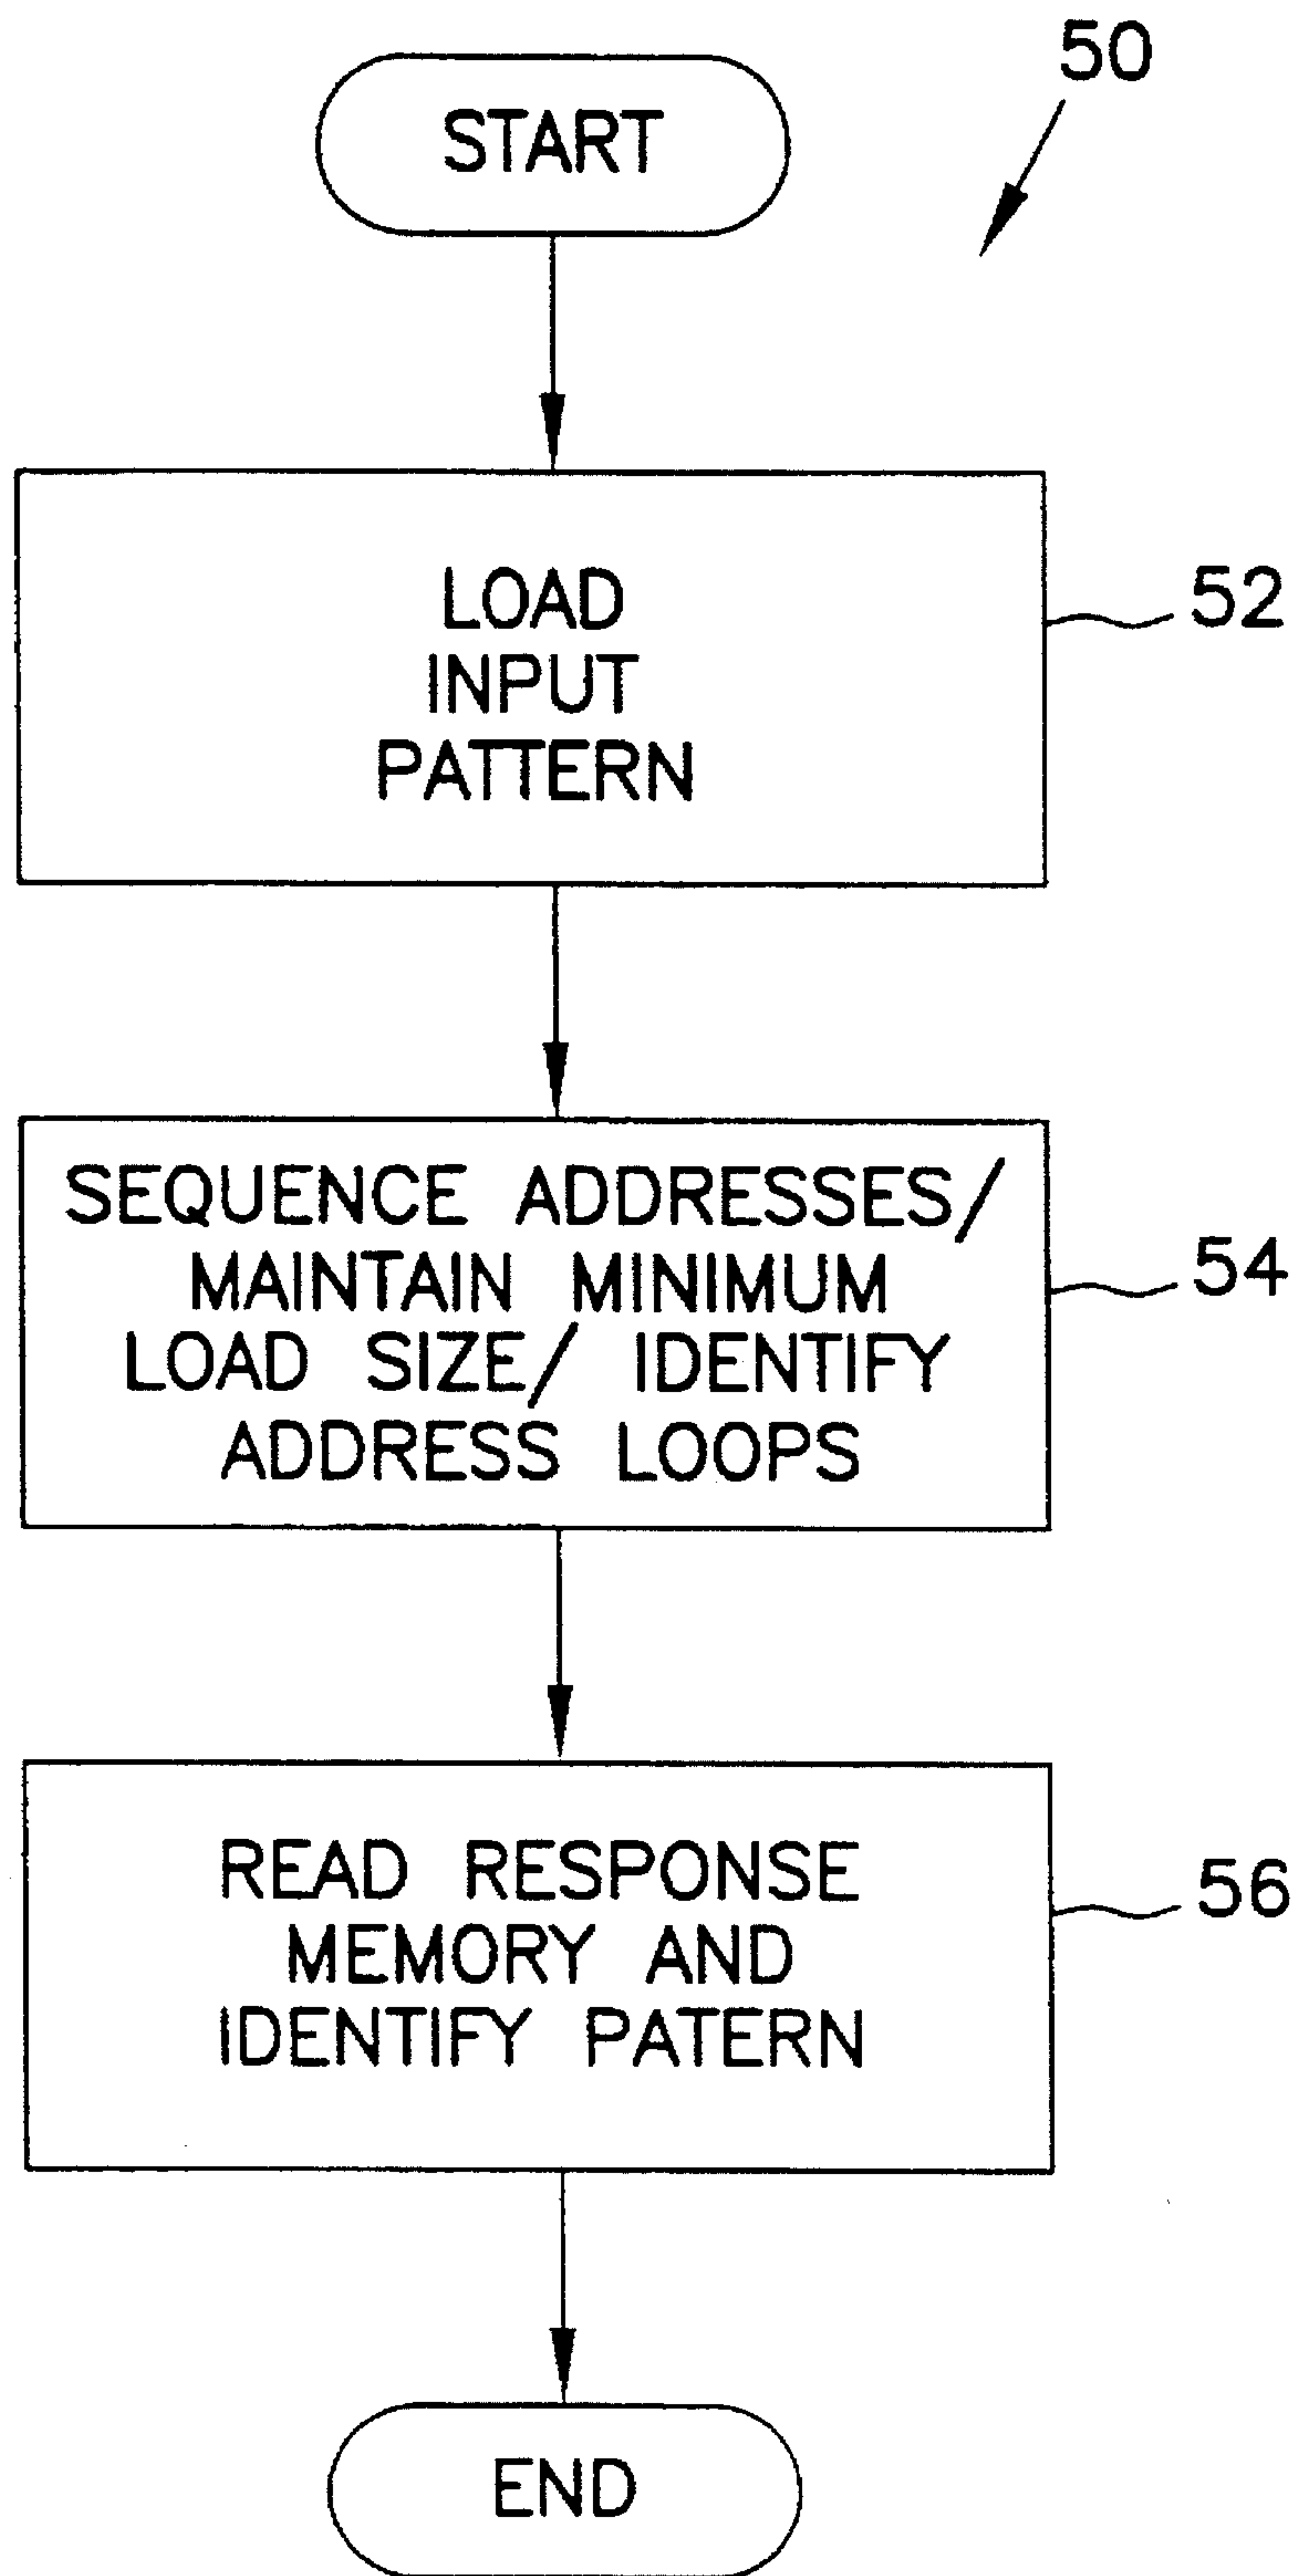 50
START
LOAD
INPUT
PATTERN
52
SEQUENCE ADDRESSES/
MAINTAIN MINIMUM
LOAD SIZE/ IDENTIFY
ADDRESS LOOPS
54
READ RESPONSE
MEMORY AND
IDENTIFY PATERN
56
END